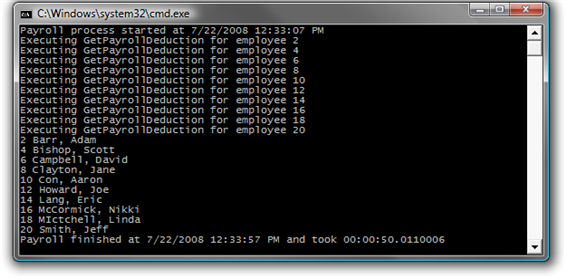 C:\Windows\system32\cmd.exe
Payroll process started at 7/22/2008 12:33:07 PM
Executing GetPayrollDeduction for employee 2
Executing GetPayrollDeduction for employee 4
Executing GetPayrollDeduction for employee 6
Executing GetPayrollDeduction for employee 8
Executing GetPayrollDeduction for employee 10
Executing GetPayrollDeduction for employee 12
Executing GetPayrollDeduction for employee 14
Executing GetPayrollDeduction for employee 16
Executing GetPayrollDeduction for employee 18
Executing GetPayrollDeduction for employee 20
2 Barr, Adam
4 Bishop, Scott
6 Campbell, David
8 Clayton, Jane
10 Con, Aaron
12 Howard, Joe
14 Lang, Eric
16 McCormick, Nikki
18 MIctchell, Linda
20 Smith, Jeff
Payroll finished at 7/22/2008 12:33:57 PM and took 00:00:50.0110006